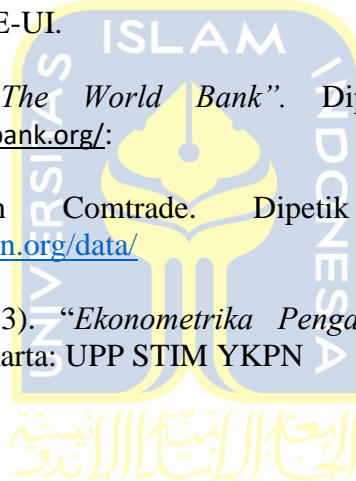 E-UI.
The World Bank”. Dip
bank.org/:
n Comtrade. Dipetik
n.org/data/
3). “Ekonometrika Penga
karta: UPP STIM YKPN
UNIVERSITAS ISLAM INDONESIA